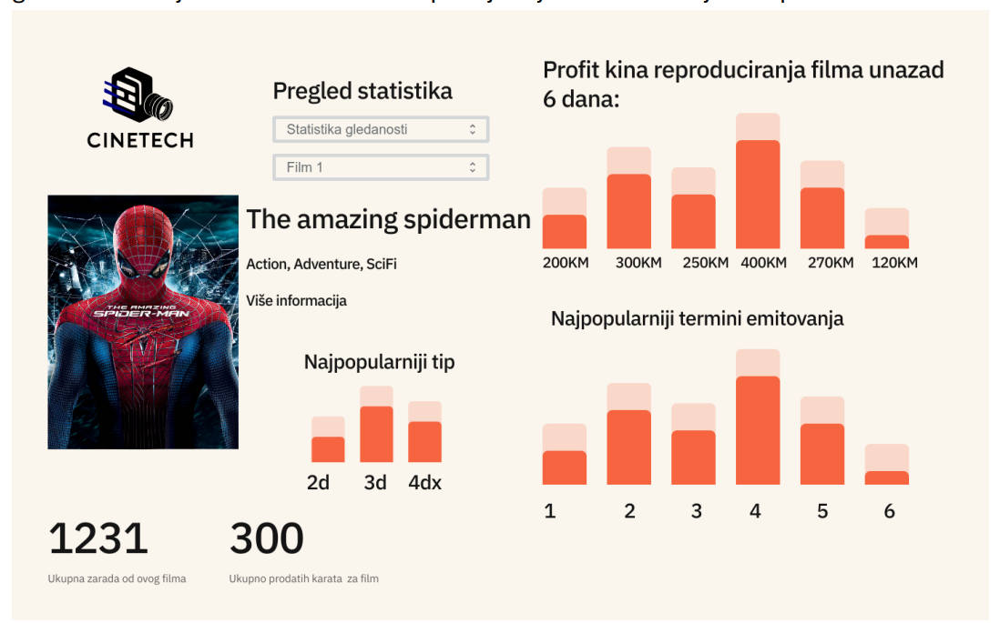 CINETECH
Pregled statistika
Statistika gledanosti
Film 1
THE AMAZING
SPIDER-MAN
The amazing spiderman
Action, Adventure, SciFi
Više informacija
Najpopularniji tip
2d 3d 4dx
1231
Ukupna zarada od ovog filma
300
Ukupno prodatih karata za film
Profit kina reproduciranja filma unazad
6 dana:
200KM 300KM 250KM 400KM 270KM 120KM
Najpopularniji termini emitovanja
1 2 3 4 5 6